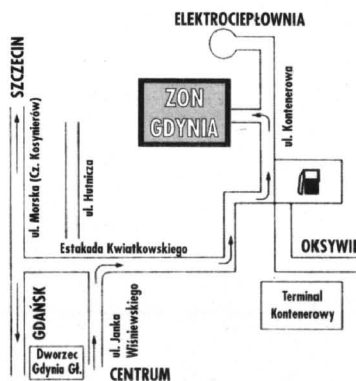 ELEKTROCIEPŁOWNIA
SZCZECIN
ul. Morska (Cz. Kosynierów)
ul. Hutnicza
ZON
GDYNIA
ul. Kontenerowa
Estakada Kwiatkowskiego
OKSYWIE
GDAŃSK
ul. Janka
Wiśniewskiego
Terminal
Kontenerowy
Dworzec
Gdynia Gł.
CENTRUM